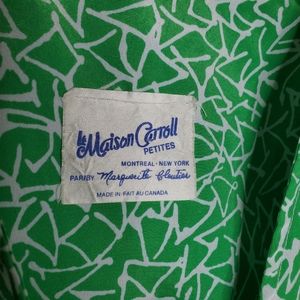 la Maison Carroll
PETITES
MONTREAL - NEW YORK
PAR/BY Marguerite Cloutier
MADE IN-FAIT AU CANADA